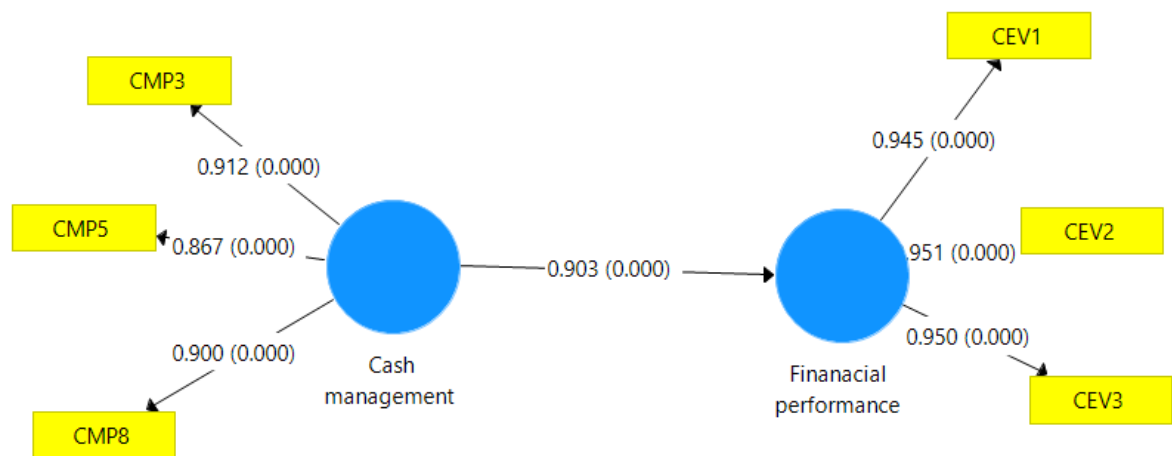 CEV1
CMP3
0.945 (0.000)
0.912 (0.000)
CMP5
0.867 (0.000)
CEV2
.951 (0.000)
0.903 (0.000)
0.950 (0.000)
0.900 (0.000)
Cash
management
Finanacial
performance
CEV3
CMP8